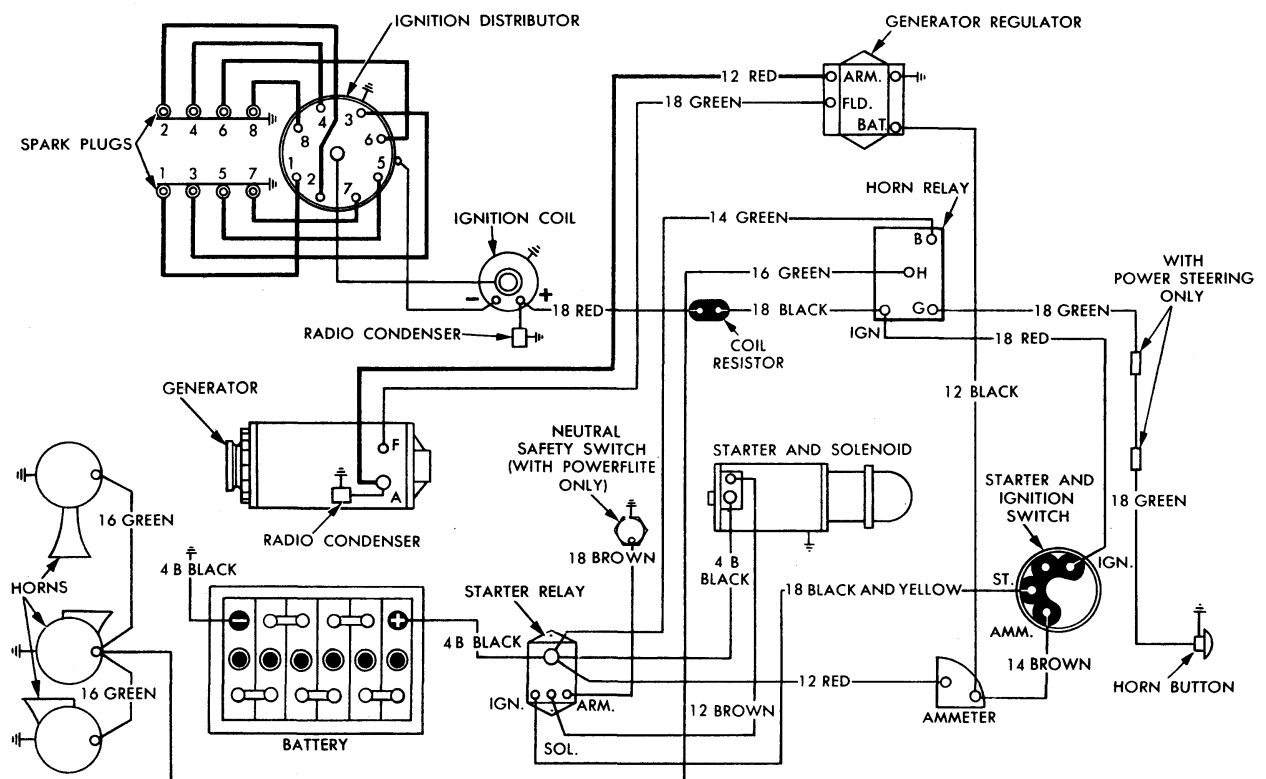 IGNITION DISTRIBUTOR
GENERATOR REGULATOR
12 RED
ARM.
18 GREEN
FLD.
BAT.
2 4 6 8
SPARK PLUGS
1 3 5 7
4
3
8
6
1
5
2
7
HORN RELAY
IGNITION COIL
14 GREEN
B
16 GREEN
H
WITH
POWER STEERING
ONLY
- +
18 RED
18 BLACK
G
18 GREEN
IGN
RADIO CONDENSER
COIL
RESISTOR
18 RED
GENERATOR
12 BLACK
F
A
RADIO CONDENSER
NEUTRAL
SAFETY SWITCH
(WITH POWERFLITE
ONLY)
STARTER AND SOLENOID
STARTER AND
IGNITION
SWITCH
18 GREEN
16 GREEN
18 BROWN
4 B
BLACK
IGN.
ST.
HORNS
4 B BLACK
STARTER RELAY
18 BLACK AND YELLOW
- +
4 B BLACK
AMM.
14 BROWN
16 GREEN
12 RED
HORN BUTTON
IGN.
ARM.
12 BROWN
AMMETER
BATTERY
SOL.